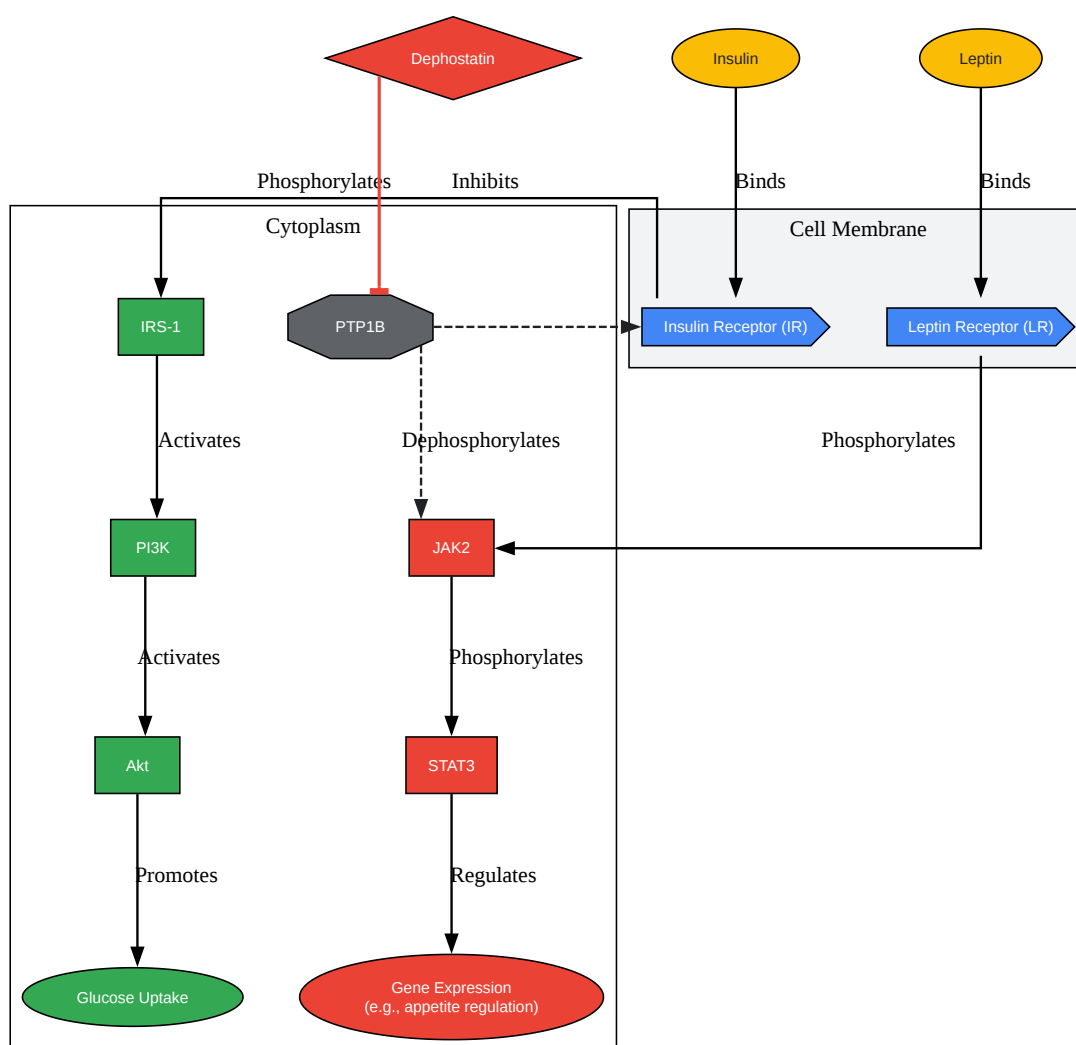 Dephostatin
Insulin
Leptin
Phosphorylates
Inhibits
Binds
Binds
Cytoplasm
Cell Membrane
IRS-1
PTP1B
Insulin Receptor (IR)
Leptin Receptor (LR)
Activates
Dephosphorylates
Phosphorylates
PI3K
JAK2
Activates
Phosphorylates
Akt
STAT3
Promotes
Regulates
Glucose Uptake
Gene Expression
(e.g., appetite regulation)